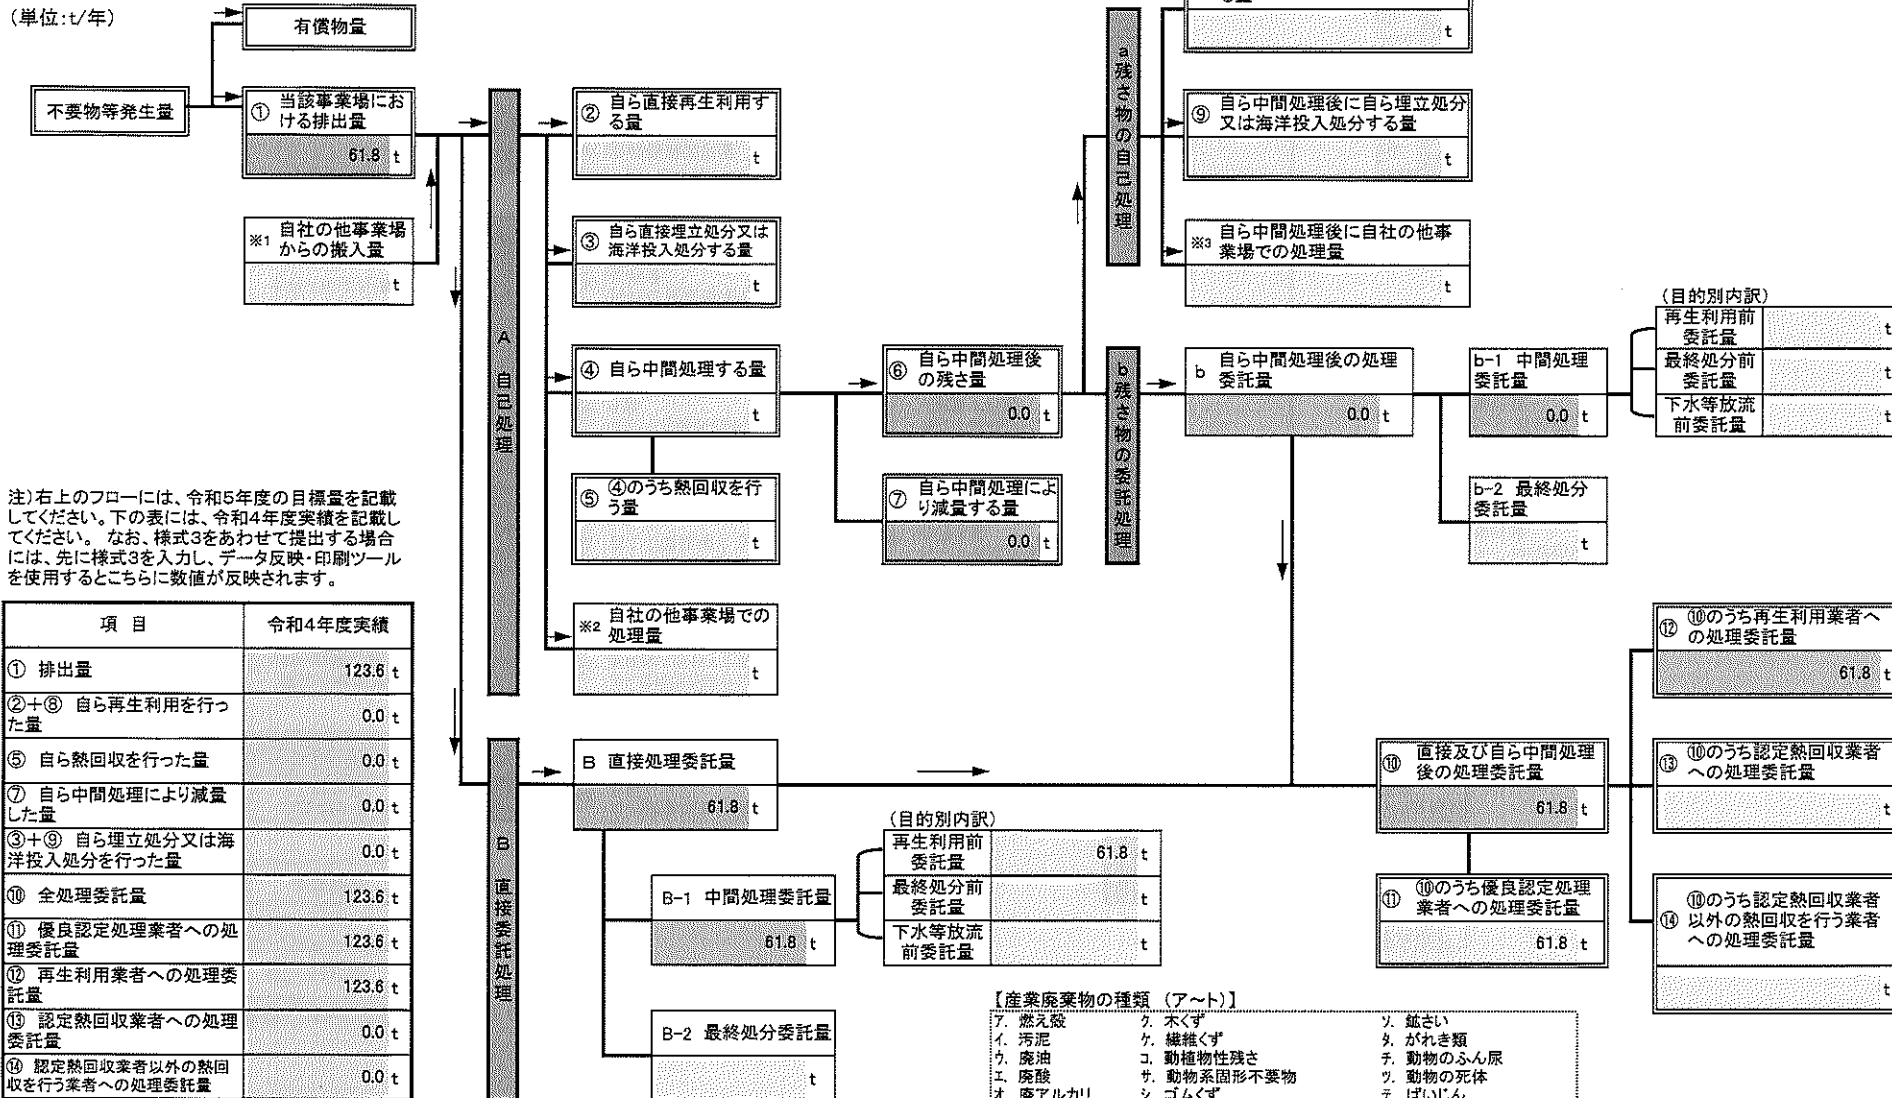 (単位:t/年)
有償物量
不要物等発生量
① 当該事業場にお
ける排出量
61.8 t
※1 自社の他事業場
からの搬入量
t
A 自己処理
② 自ら直接再生利用す
る量
t
③ 自ら直接埋立処分又は
海洋投入処分する量
t
④ 自ら中間処理する量
t
⑤ ④のうち熱回収を行
う量
t
※2 自社の他事業場での
処理量
t
⑥ 自ら中間処理後
の残さ量
0.0 t
⑦ 自ら中間処理によ
り減量する量
0.0 t
a 残さ物の自己処理
t
⑨ 自ら中間処理後に自ら埋立処分
又は海洋投入処分する量
t
※3 自ら中間処理後に自社の他事
業場での処理量
t
b 残さ物の委託処理
b 自ら中間処理後の処理
委託量
0.0 t
b-1 中間処理
委託量
0.0 t
b-2 最終処分
委託量
t
(目的別内訳)
再生利用前
委託量
t
最終処分前
委託量
t
下水等放流
前委託量
t
注)右上のフローには、令和5年度の目標量を記載
してください。下の表には、令和4年度実績を記載し
てください。 なお、様式3をあわせて提出する場合
には、先に様式3を入力し、データ反映・印刷ツール
を使用するとこちらに数値が反映されます。
項 目 令和4年度実績
① 排出量 123.6 t
②+⑧ 自ら再生利用を行っ
た量 0.0 t
⑤ 自ら熱回収を行った量 0.0 t
⑦ 自ら中間処理により減量
した量 0.0 t
③+⑨ 自ら埋立処分又は海
洋投入処分を行った量 0.0 t
⑩ 全処理委託量 123.6 t
⑪ 優良認定処理業者への処
理委託量 123.6 t
⑫ 再生利用業者への処理委
託量 123.6 t
⑬ 認定熱回収業者への処理
委託量 0.0 t
⑭ 認定熱回収業者以外の熱回
収を行う業者への処理委託量 0.0 t
B 直接委託処理
B 直接処理委託量
61.8 t
B-1 中間処理委託量
61.8 t
B-2 最終処分委託量
t
(目的別内訳)
再生利用前
委託量
61.8 t
最終処分前
委託量
t
下水等放流
前委託量
t
⑩ 直接及び自ら中間処理
後の処理委託量
61.8 t
⑪ ⑩のうち優良認定処理
業者への処理委託量
61.8 t
⑫ ⑩のうち再生利用業者へ
の処理委託量
61.8 t
⑬ ⑩のうち認定熱回収業者
への処理委託量
t
⑭ ⑩のうち認定熱回収業者
以外の熱回収を行う業者
への処理委託量
t
【産業廃棄物の種類 (ア~ト)】
ア. 燃え殻 ク. 木くず ソ. 鉱さい
イ. 汚泥 ケ. 繊維くず タ. がれき類
ウ. 廃油 コ. 動植物性残さ チ. 動物のふん尿
エ. 廃酸 サ. 動物系固形不要物 ツ. 動物の死体
オ. 廃アルカリ シ. ゴムくず テ. ばいじん